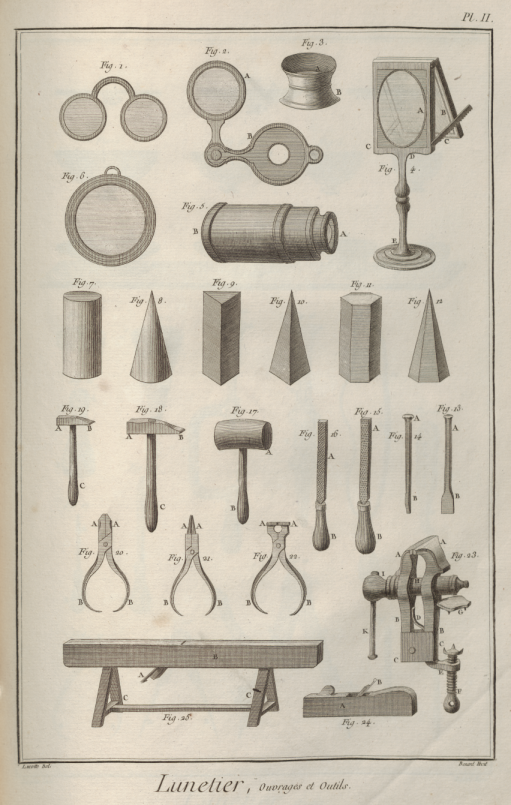 Pl. II.
Fig. 1.
Fig. 2.
A
B
Fig. 3.
A
B
A
B
C
C
D
Fig. 4.
E
Fig. 6.
Fig. 5.
B
A
Fig. 7.
Fig. 8.
Fig. 9.
Fig. 10.
Fig. 11.
Fig. 12
Fig. 19.
A
B
C
Fig. 18.
A
B
C
Fig. 17.
A
B
Fig. 16.
A
B
Fig. 15.
A
B
Fig. 14
A
B
Fig. 13.
A
B
A
A
Fig. 20.
B
B
A
A
Fig. 21.
B
B
A
A
Fig. 22.
B
B
Fig. 23.
A
A
I
H
G
B
D
B
K
C
C
E
F
B
A
C
C
Fig. 25.
B
A
Fig. 24.
Lucotte Del.
Benard Fecit
Lunetier, Ouvrages et Outils.